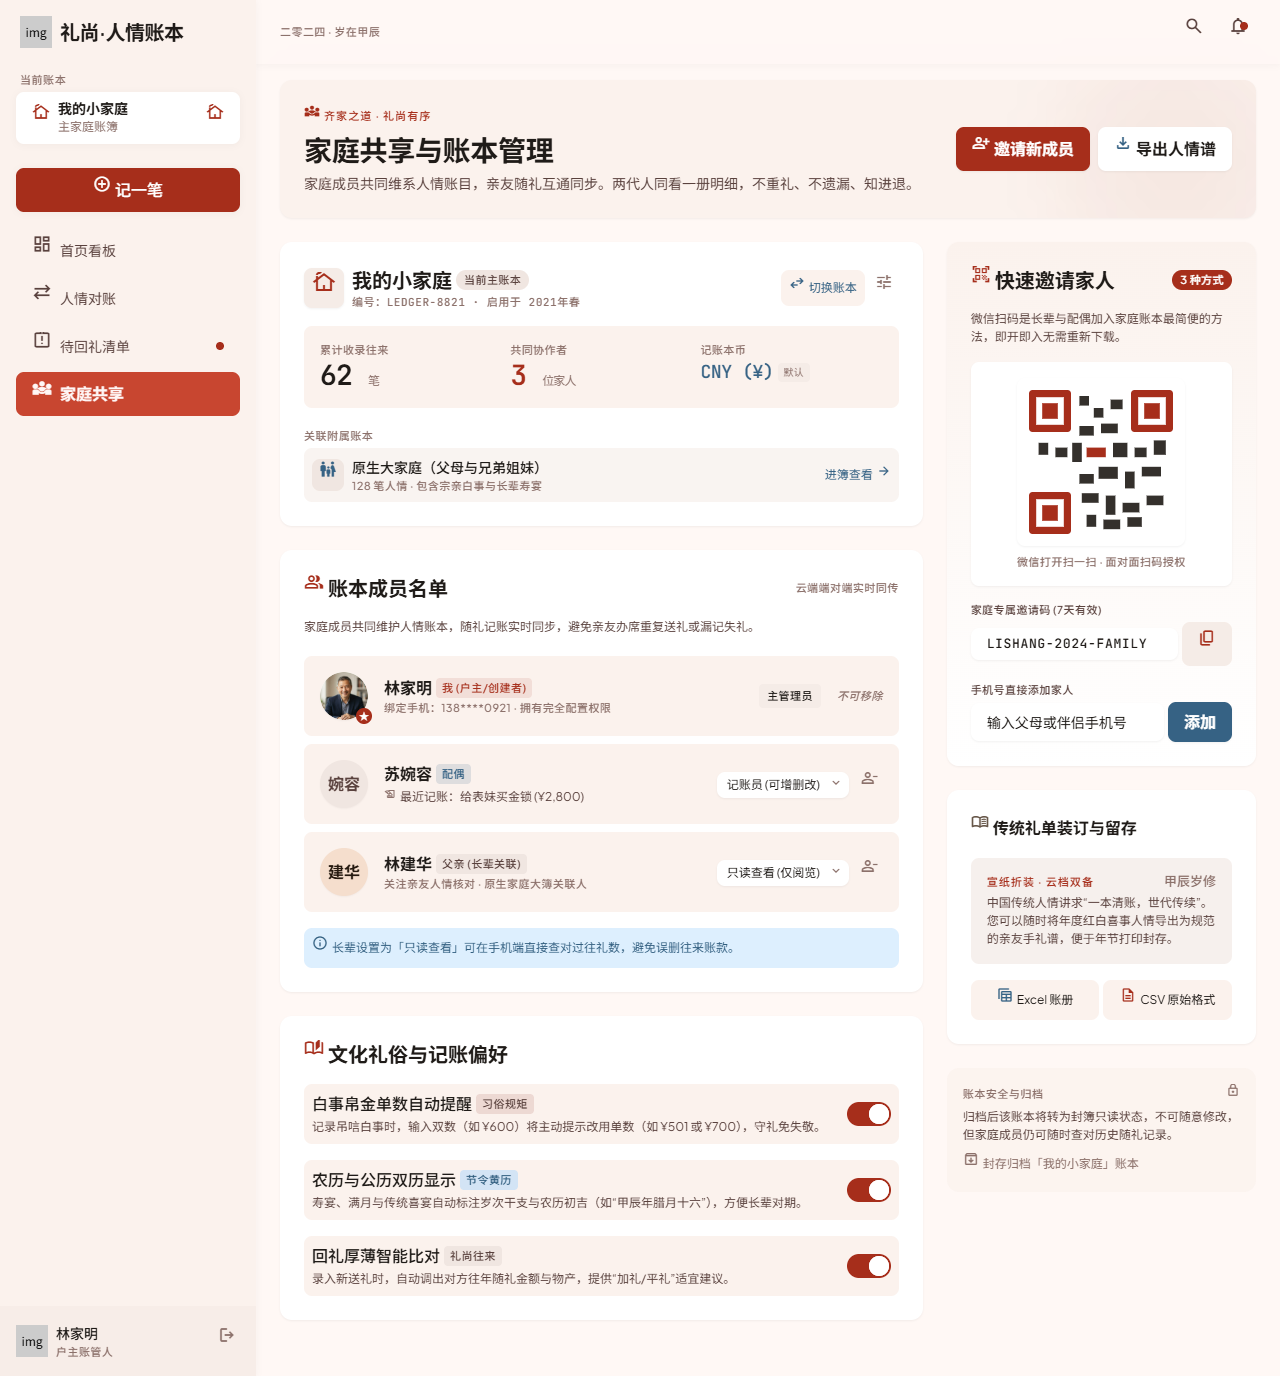 img 礼尚·人情账本
当前账本
我的小家庭
主家庭账簿
记一笔
首页看板
人情对账
待回礼清单
家庭共享
img 林家明
户主账管人
二零二四 · 岁在甲辰
齐家之道 · 礼尚有序
家庭共享与账本管理
家庭成员共同维系人情账目，亲友随礼互通同步。两代人同看一册明细，不重礼、不遗漏、知进退。
邀请新成员
导出人情谱
我的小家庭 当前主账本
编号：LEDGER-8821 · 启用于 2021年春
切换账本
累计收录往来
62 笔
共同协作者
3 位家人
记账本币
CNY (¥) 默认
关联附属账本
原生大家庭（父母与兄弟姐妹）
128 笔人情 · 包含宗亲白事与长辈寿宴
进簿查看
账本成员名单
云端端对端实时同传
家庭成员共同维护人情账本，随礼记账实时同步，避免亲友办席重复送礼或漏记失礼。
林家明 我 (户主/创建者)
绑定手机：138****0921 · 拥有完全配置权限
主管理员
不可移除
婉容
苏婉容 配偶
最近记账：给表妹买金锁 (¥2,800)
记账员 (可增删改)
建华
林建华 父亲 (长辈关联)
关注亲友人情核对 · 原生家庭大簿关联人
只读查看 (仅阅览)
长辈设置为「只读查看」可在手机端直接查对过往礼数，避免误删往来账款。
文化礼俗与记账偏好
白事帛金单数自动提醒 习俗规矩
记录吊唁白事时，输入双数（如 ¥600）将主动提示改用单数（如 ¥501 或 ¥700），守礼免失敬。
农历与公历双历显示 节令黄历
寿宴、满月与传统喜宴自动标注岁次干支与农历初吉（如“甲辰年腊月十六”），方便长辈对期。
回礼厚薄智能比对 礼尚往来
录入新送礼时，自动调出对方往年随礼金额与物产，提供“加礼/平礼”适宜建议。
快速邀请家人
3 种方式
微信扫码是长辈与配偶加入家庭账本最简便的方
法，即开即入无需重新下载。
微信打开扫一扫 · 面对面扫码授权
家庭专属邀请码 (7天有效)
LISHANG-2024-FAMILY
手机号直接添加家人
输入父母或伴侣手机号
添加
传统礼单装订与留存
宣纸折装 · 云档双备
甲辰岁修
中国传统人情讲求“一本清账，世代传续”。
您可以随时将年度红白喜事人情导出为规范
的亲友手礼谱，便于年节打印封存。
Excel 账册
CSV 原始格式
账本安全与归档
归档后该账本将转为封簿只读状态，不可随意修改，
但家庭成员仍可随时查对历史随礼记录。
封存归档「我的小家庭」账本